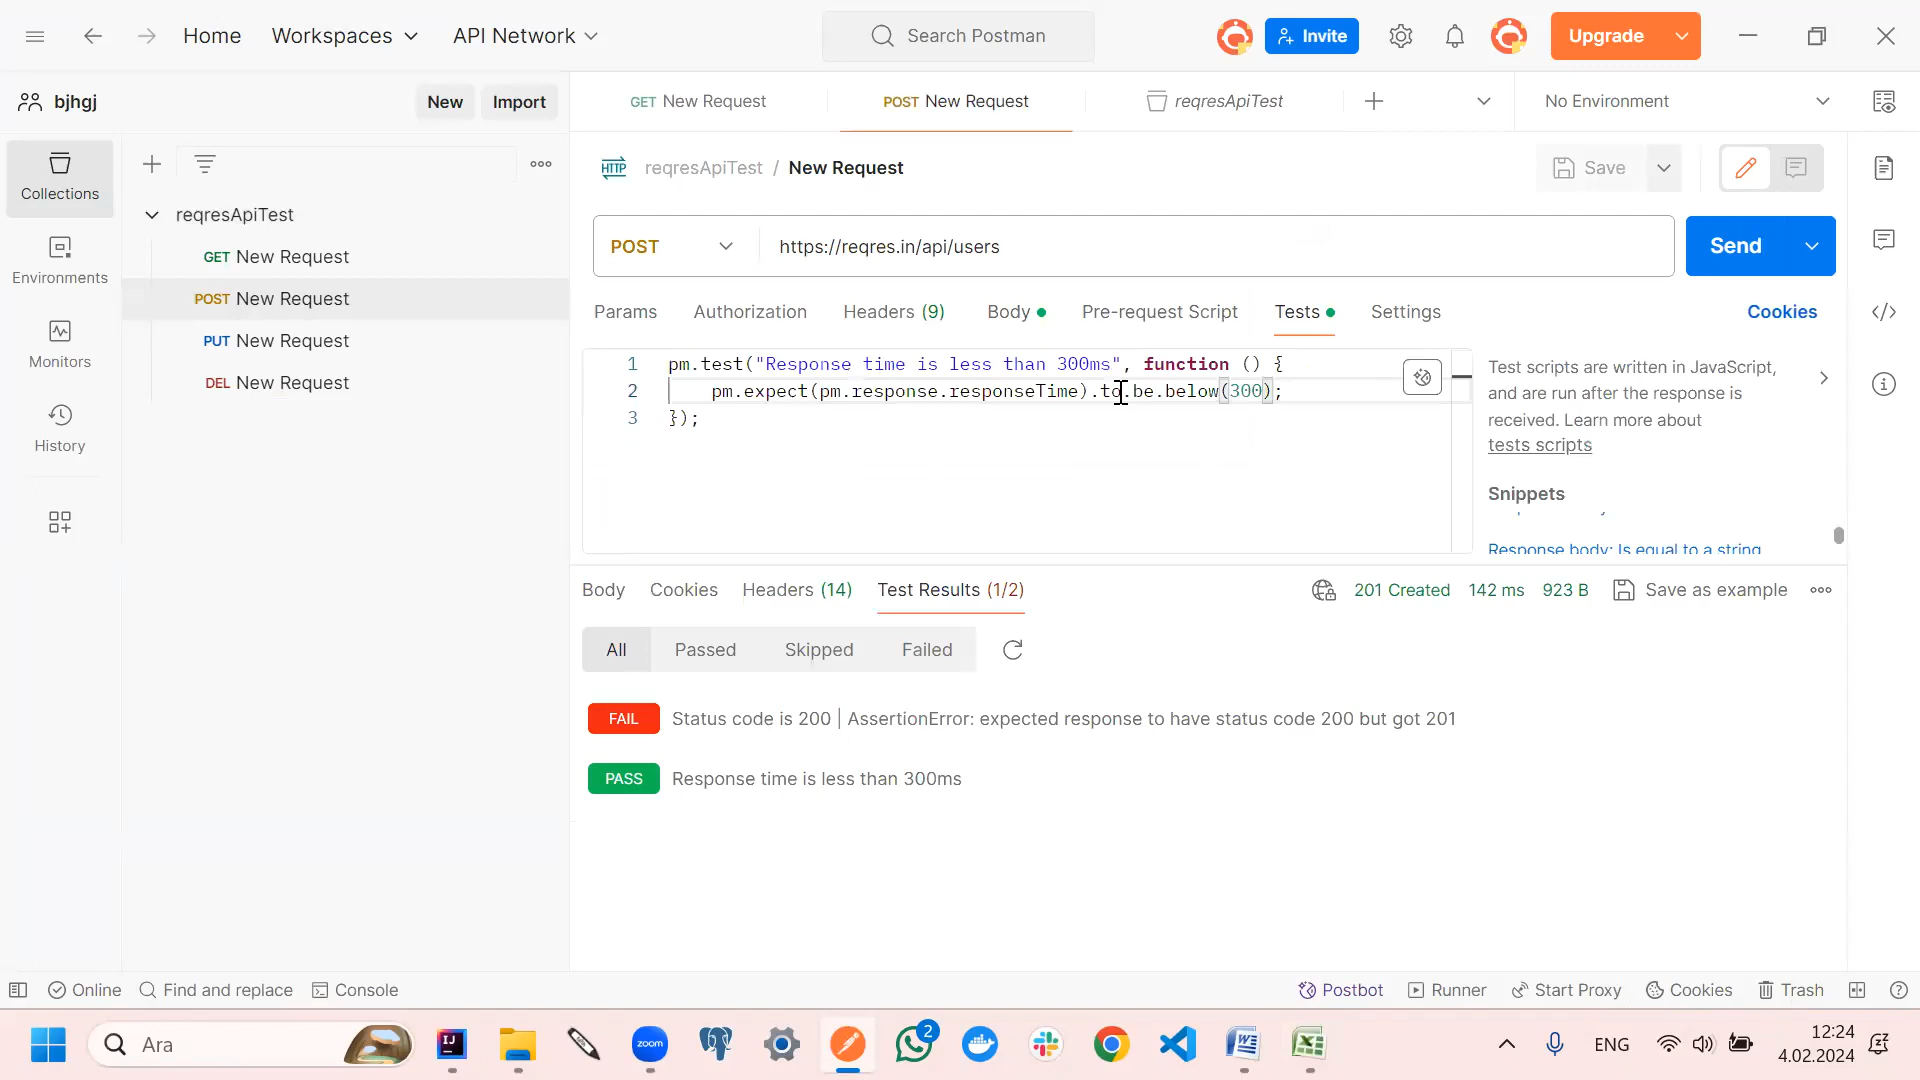 Home Workspaces API Network Search Postman Invite Upgrade
bjhgj New Import GET New Request POST New Request reqresApiTest No Environment
Collections
Environments
Monitors
History
reqresApiTest
GET New Request
POST New Request
PUT New Request
DEL New Request
HTTP reqresApiTest / New Request Save
POST https://reqres.in/api/users Send
Params Authorization Headers (9) Body Pre-request Script Tests Settings Cookies
1 pm.test("Response time is less than 300ms", function () {
2 pm.expect(pm.response.responseTime).to.be.below(300);
3 });
Test scripts are written in JavaScript,
and are run after the response is
received. Learn more about
tests scripts
Snippets
Response body: Is equal to a string
Body Cookies Headers (14) Test Results (1/2) 201 Created 142 ms 923 B Save as example
All Passed Skipped Failed
FAIL Status code is 200 | AssertionError: expected response to have status code 200 but got 201
PASS Response time is less than 300ms
Online Find and replace Console Postbot Runner Start Proxy Cookies Trash
Ara IJ zoom 2 ENG 12:24
4.02.2024